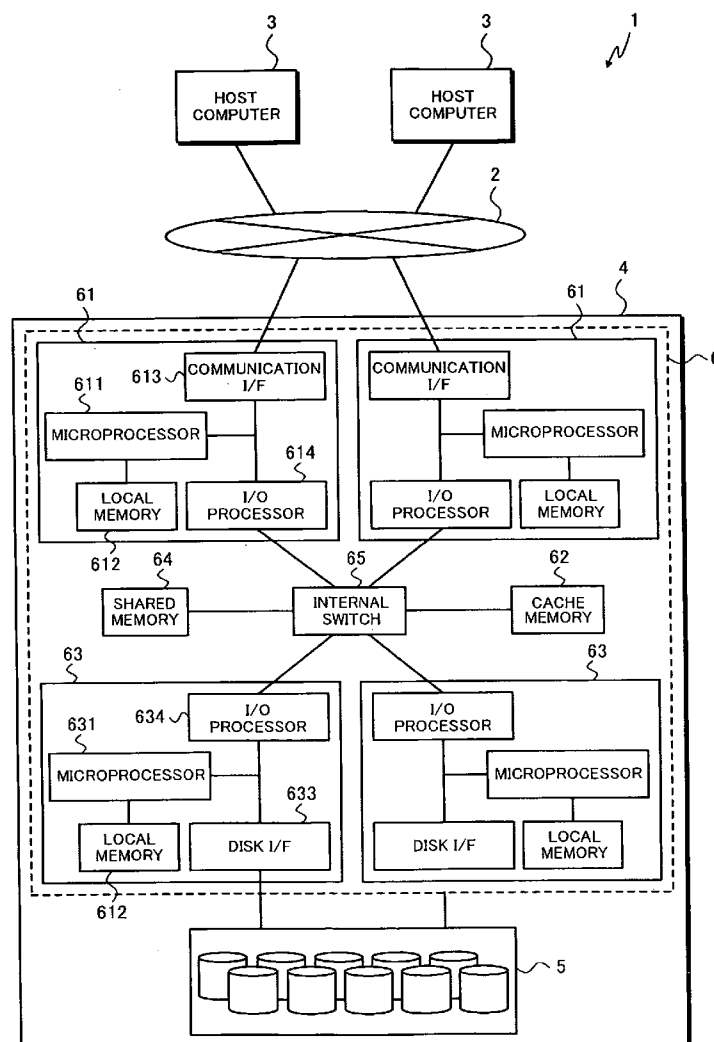 3
3
1
HOST
COMPUTER
HOST
COMPUTER
2
61
61
4
6
613
COMMUNICATION
I/F
COMMUNICATION
I/F
611
MICROPROCESSOR
MICROPROCESSOR
614
LOCAL
MEMORY
I/O
PROCESSOR
I/O
PROCESSOR
LOCAL
MEMORY
612
64
65
62
SHARED
MEMORY
INTERNAL
SWITCH
CACHE
MEMORY
63
63
634
I/O
PROCESSOR
I/O
PROCESSOR
631
MICROPROCESSOR
MICROPROCESSOR
633
LOCAL
MEMORY
DISK I/F
DISK I/F
LOCAL
MEMORY
612
5